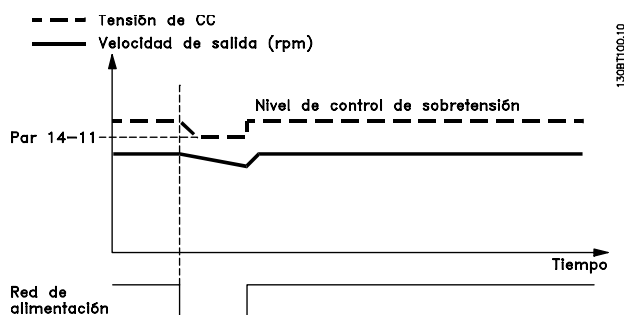 Tensión de CC
Velocidad de salida (rpm)
130BT100.10
Nivel de control de sobretensión
Par 14-11
Tiempo
Red de
alimentación